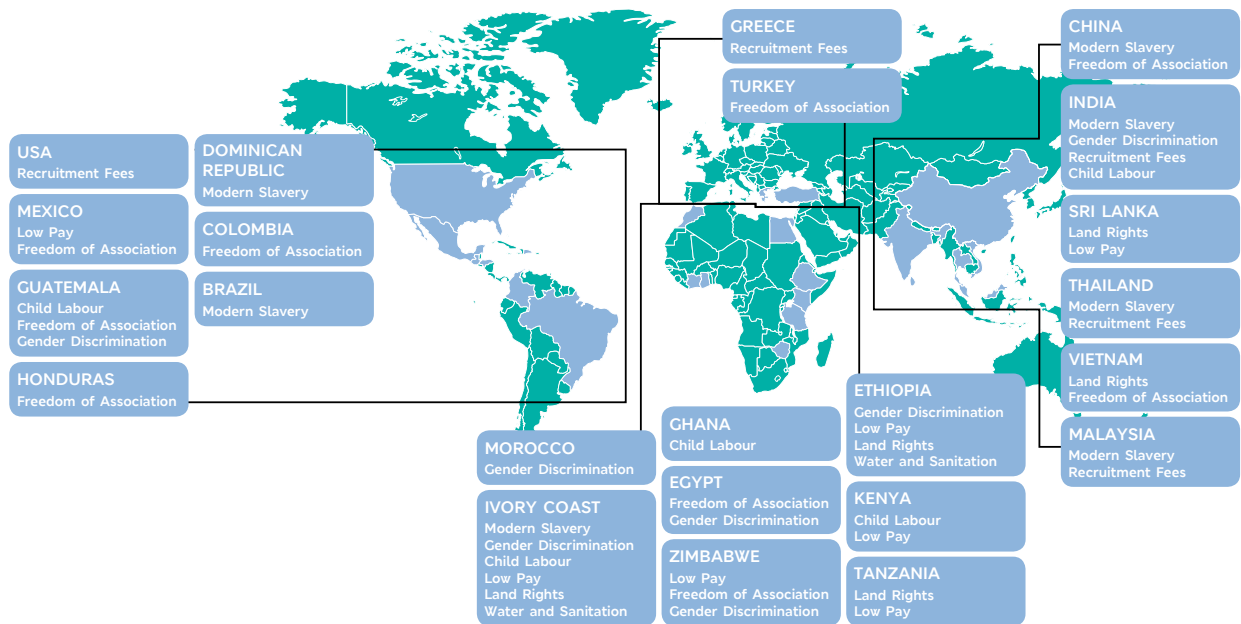 USA
Recruitment Fees
MEXICO
Low Pay
Freedom of Association
GUATEMALA
Child Labour
Freedom of Association
Gender Discrimination
HONDURAS
Freedom of Association
DOMINICAN
REPUBLIC
Modern Slavery
COLOMBIA
Freedom of Association
BRAZIL
Modern Slavery
GREECE
Recruitment Fees
TURKEY
Freedom of Association
MOROCCO
Gender Discrimination
IVORY COAST
Modern Slavery
Gender Discrimination
Child Labour
Low Pay
Land Rights
Water and Sanitation
GHANA
Child Labour
EGYPT
Freedom of Association
Gender Discrimination
ZIMBABWE
Low Pay
Freedom of Association
Gender Discrimination
ETHIOPIA
Gender Discrimination
Low Pay
Land Rights
Water and Sanitation
KENYA
Child Labour
Low Pay
TANZANIA
Land Rights
Low Pay
CHINA
Modern Slavery
Freedom of Association
INDIA
Modern Slavery
Gender Discrimination
Recruitment Fees
Child Labour
SRI LANKA
Land Rights
Low Pay
THAILAND
Modern Slavery
Recruitment Fees
VIETNAM
Land Rights
Freedom of Association
MALAYSIA
Modern Slavery
Recruitment Fees